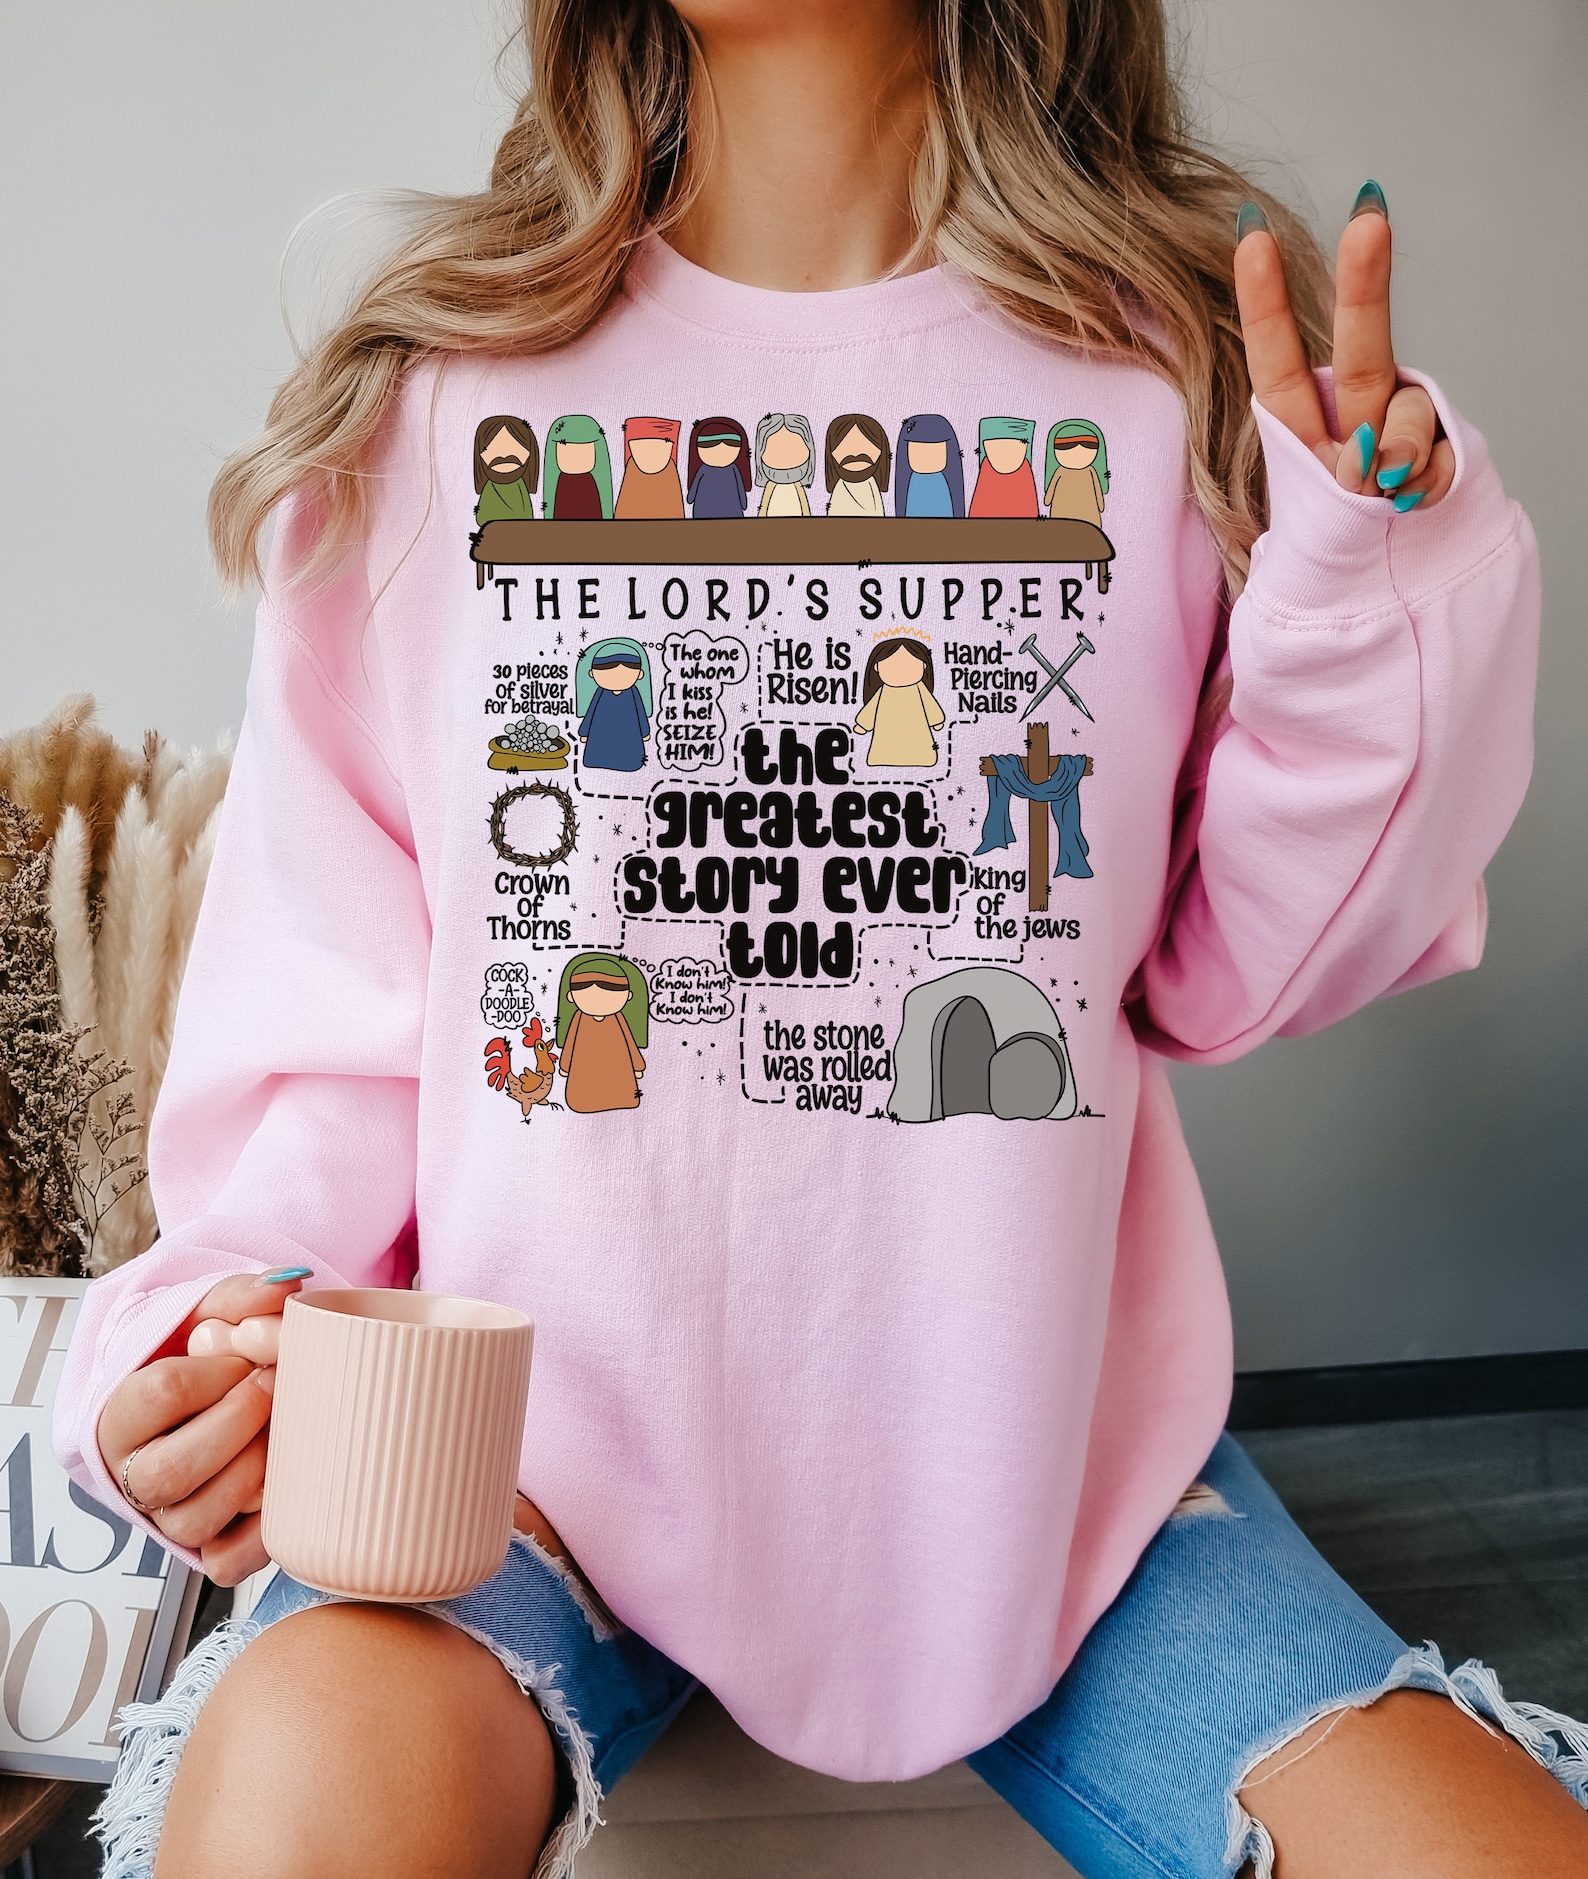 THE LORD'S SUPPER
30 pieces
of silver
for betrayal
The one
whom
I kiss
is he!
SEIZE
HIM!
He is
Risen!
Hand-
Piercing
Nails
the
greatest
story ever
told
Crown
of
Thorns
king
of
the jews
COCK
-A-
DOODLE
-DOO
I don't
Know him!
I don't
Know him!
the stone
was rolled
away